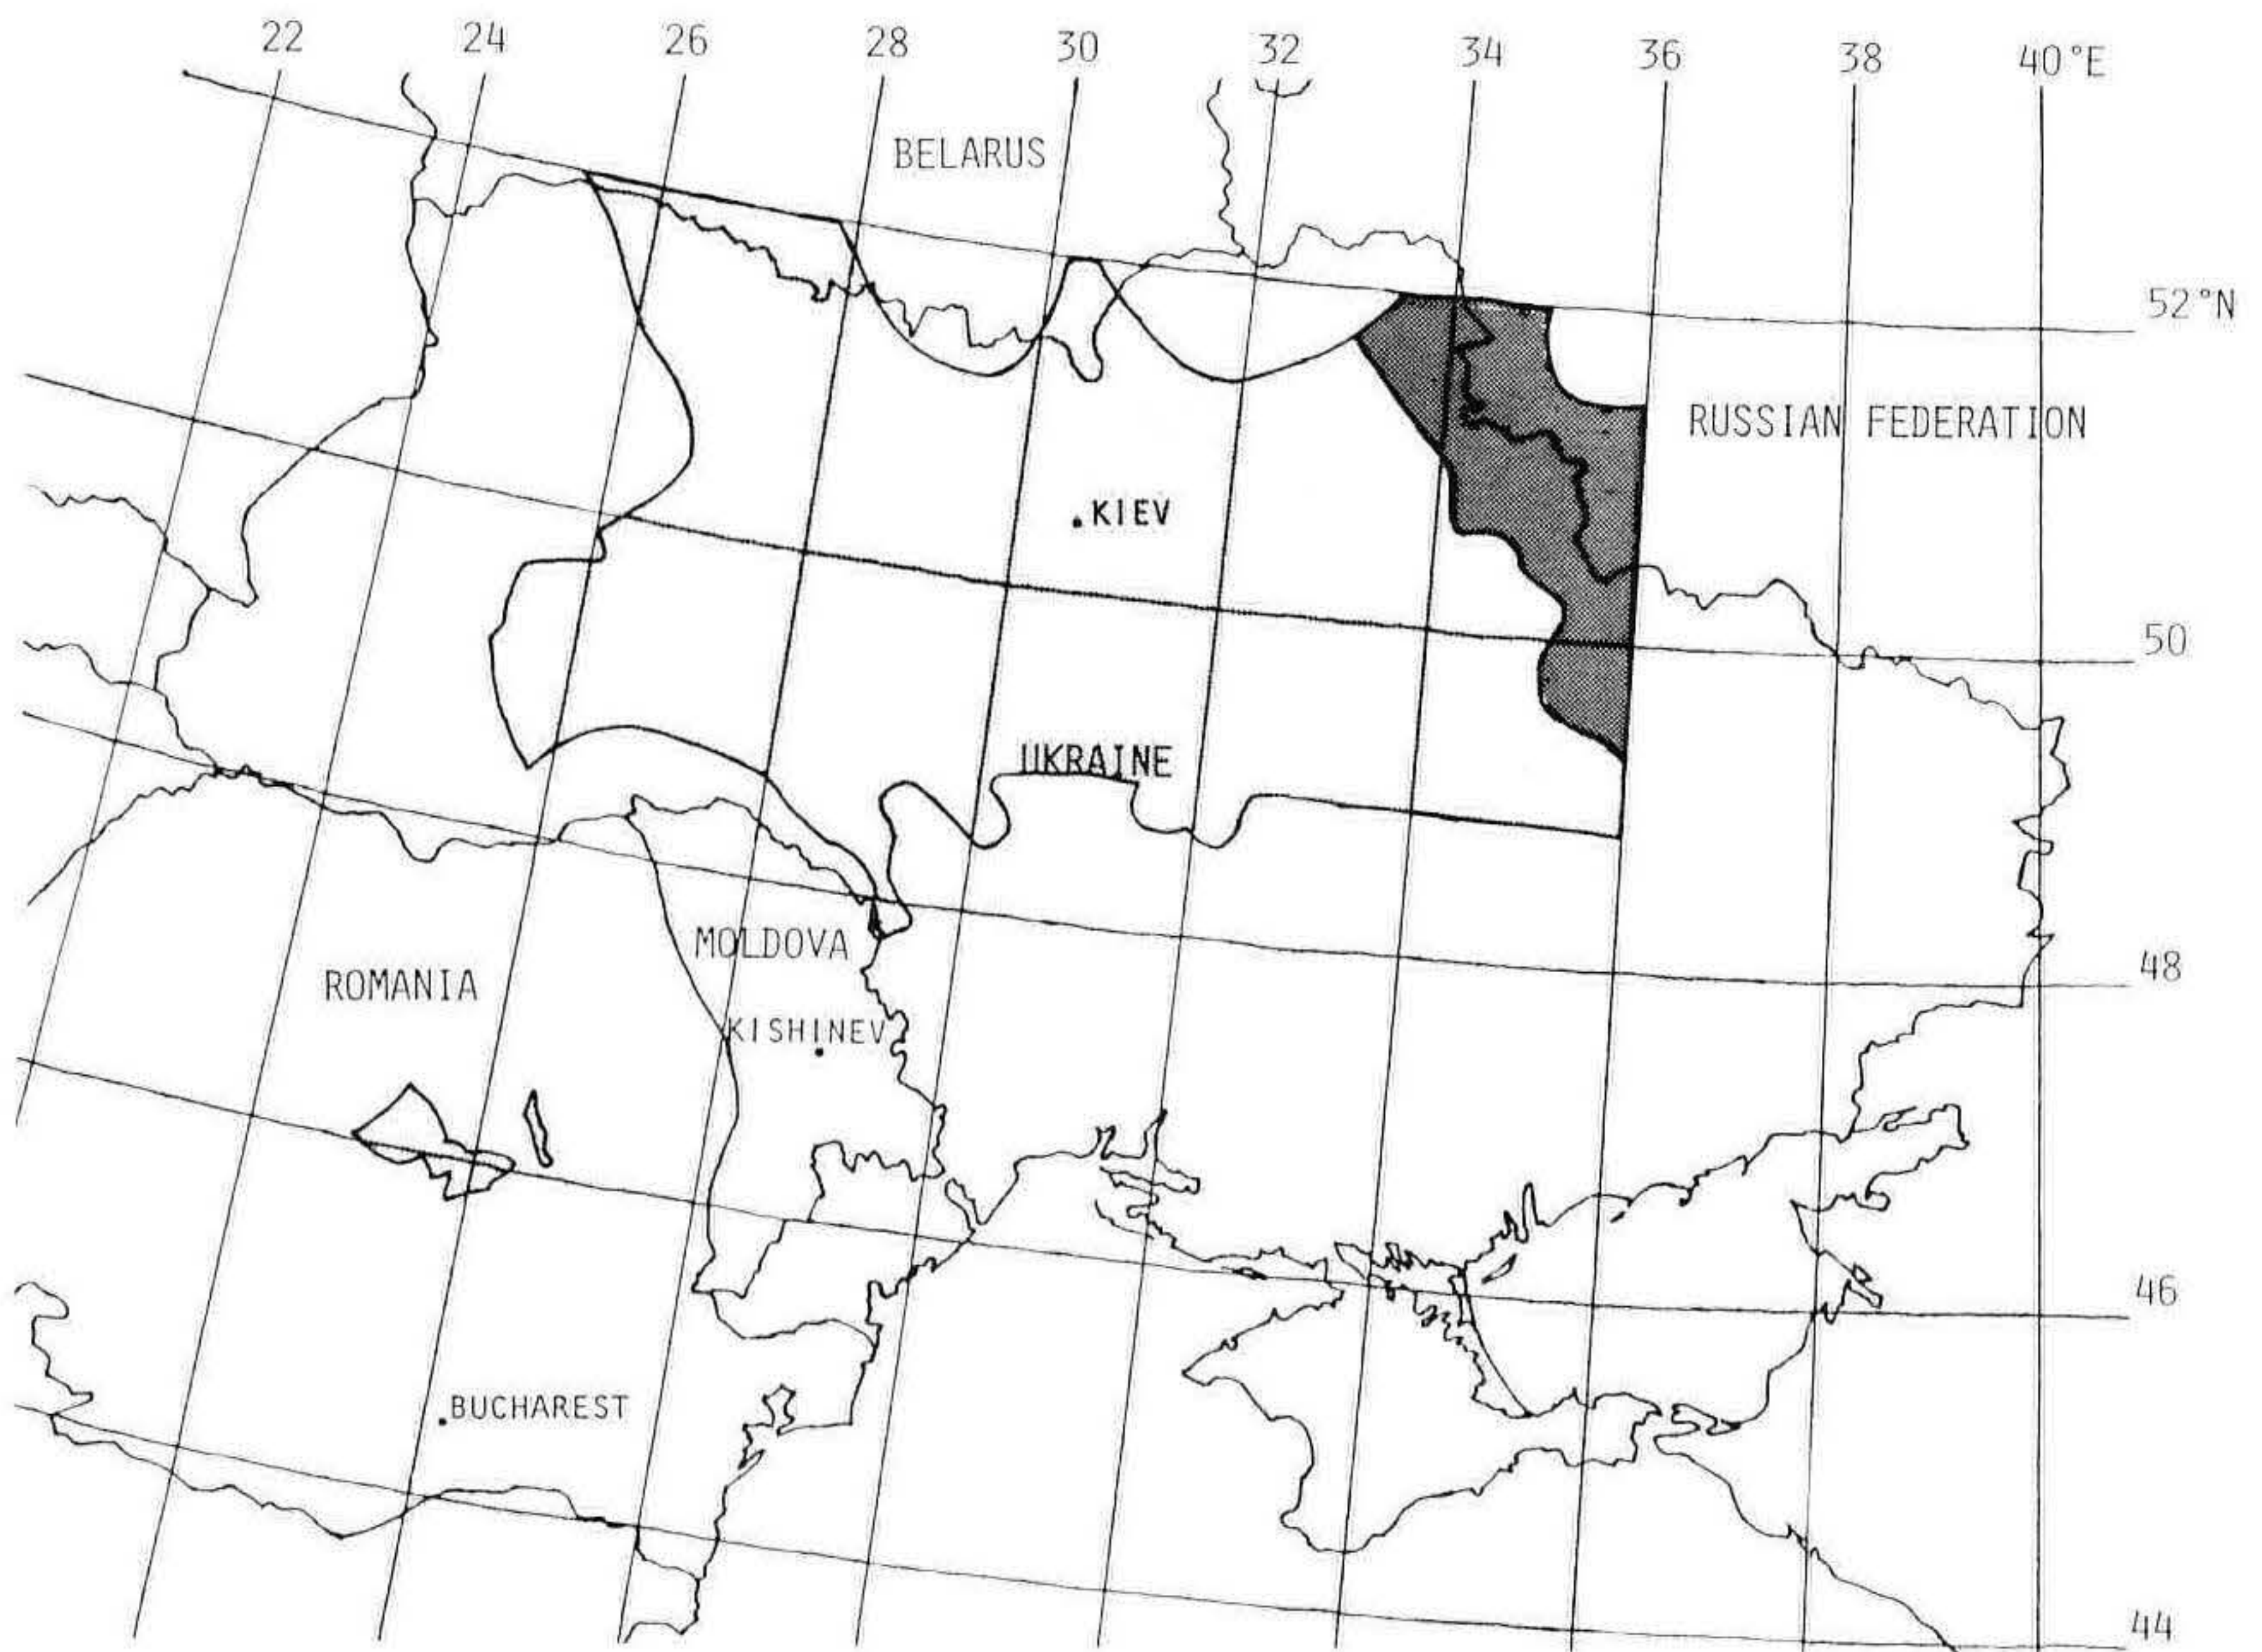 22 24 26 28 30 32 34 36 38 40°E
BELARUS
52°N
RUSSIAN FEDERATION
.KIEV
50
UKRAINE
MOLDOVA
48
ROMANIA
KISHINEV
46
.BUCHAREST
44